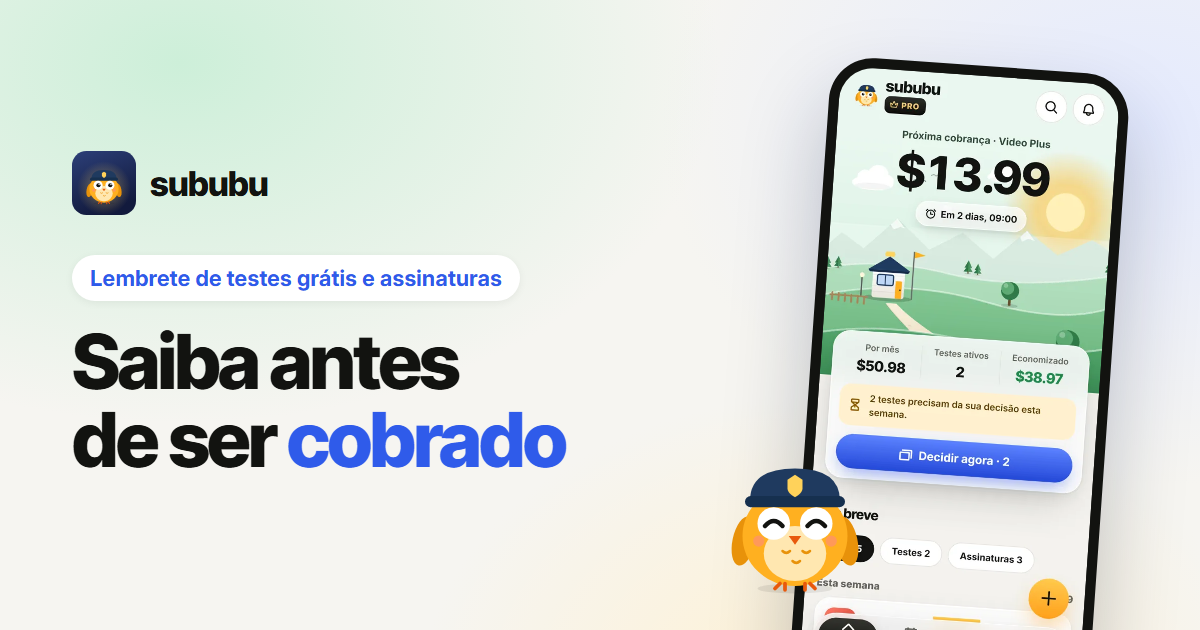 sububu
Lembrete de testes grátis e assinaturas
Saiba antes
de ser cobrado
sububu
PRO
Próxima cobrança · Video Plus
$13.99
Em 2 dias, 09:00
Por mês
$50.98
Testes ativos
2
Economizado
$38.97
2 testes precisam da sua decisão esta
semana.
Decidir agora · 2
breve
5
Testes 2
Assinaturas 3
Esta semana
9